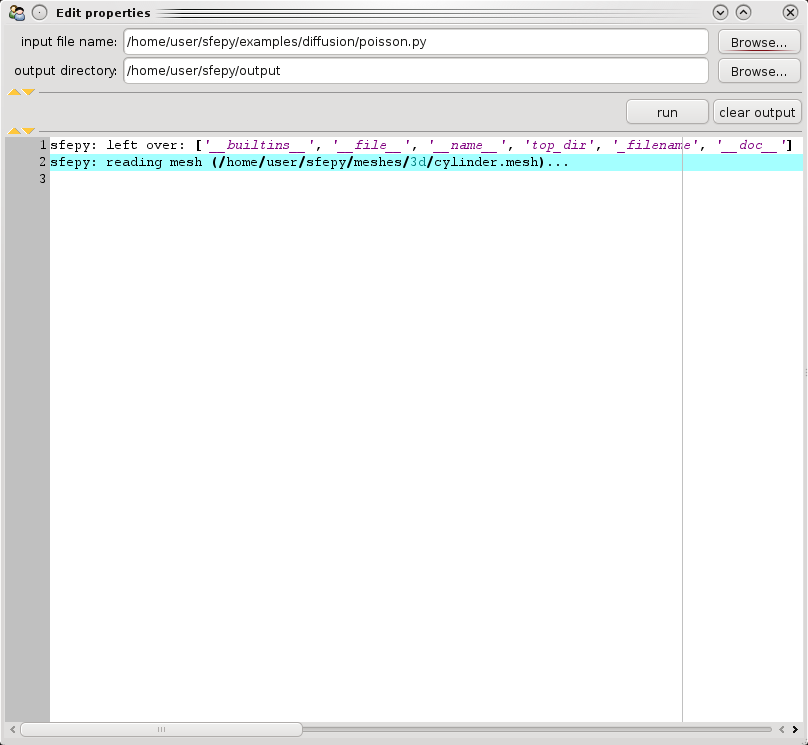 Edit properties
input file name: /home/user/sfepy/examples/diffusion/poisson.py Browse...
output directory: /home/user/sfepy/output Browse...
run clear output
1 sfepy: left over: ['__builtins__', '__file__', '__name__', 'top_dir', '_filename', '__doc__']
2 sfepy: reading mesh (/home/user/sfepy/meshes/3d/cylinder.mesh)...
3